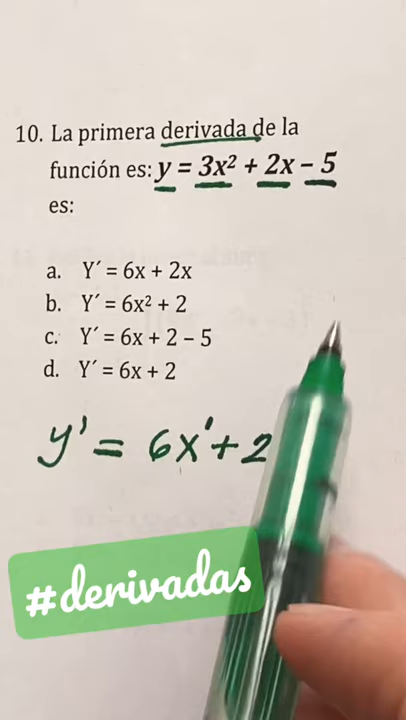 10. La primera derivada de la
función es: y = 3x² + 2x – 5
es:
a. Y´ = 6x + 2x
b. Y´ = 6x² + 2
c. Y´ = 6x + 2 – 5
d. Y´ = 6x + 2
y' = 6x' + 2
#derivadas